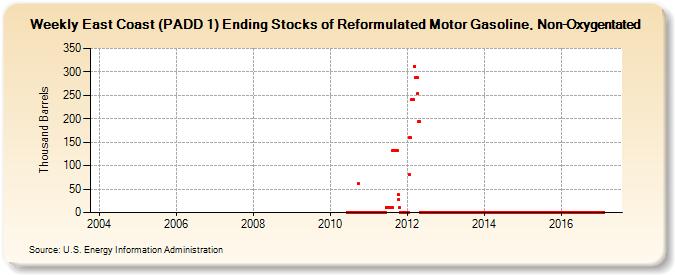 Weekly East Coast (PADD 1) Ending Stocks of Reformulated Motor Gasoline, Non-Oxygentated
Thousand Barrels
350
300
250
200
150
100
50
0
2004 2006 2008 2010 2012 2014 2016
Source: U.S. Energy Information Administration